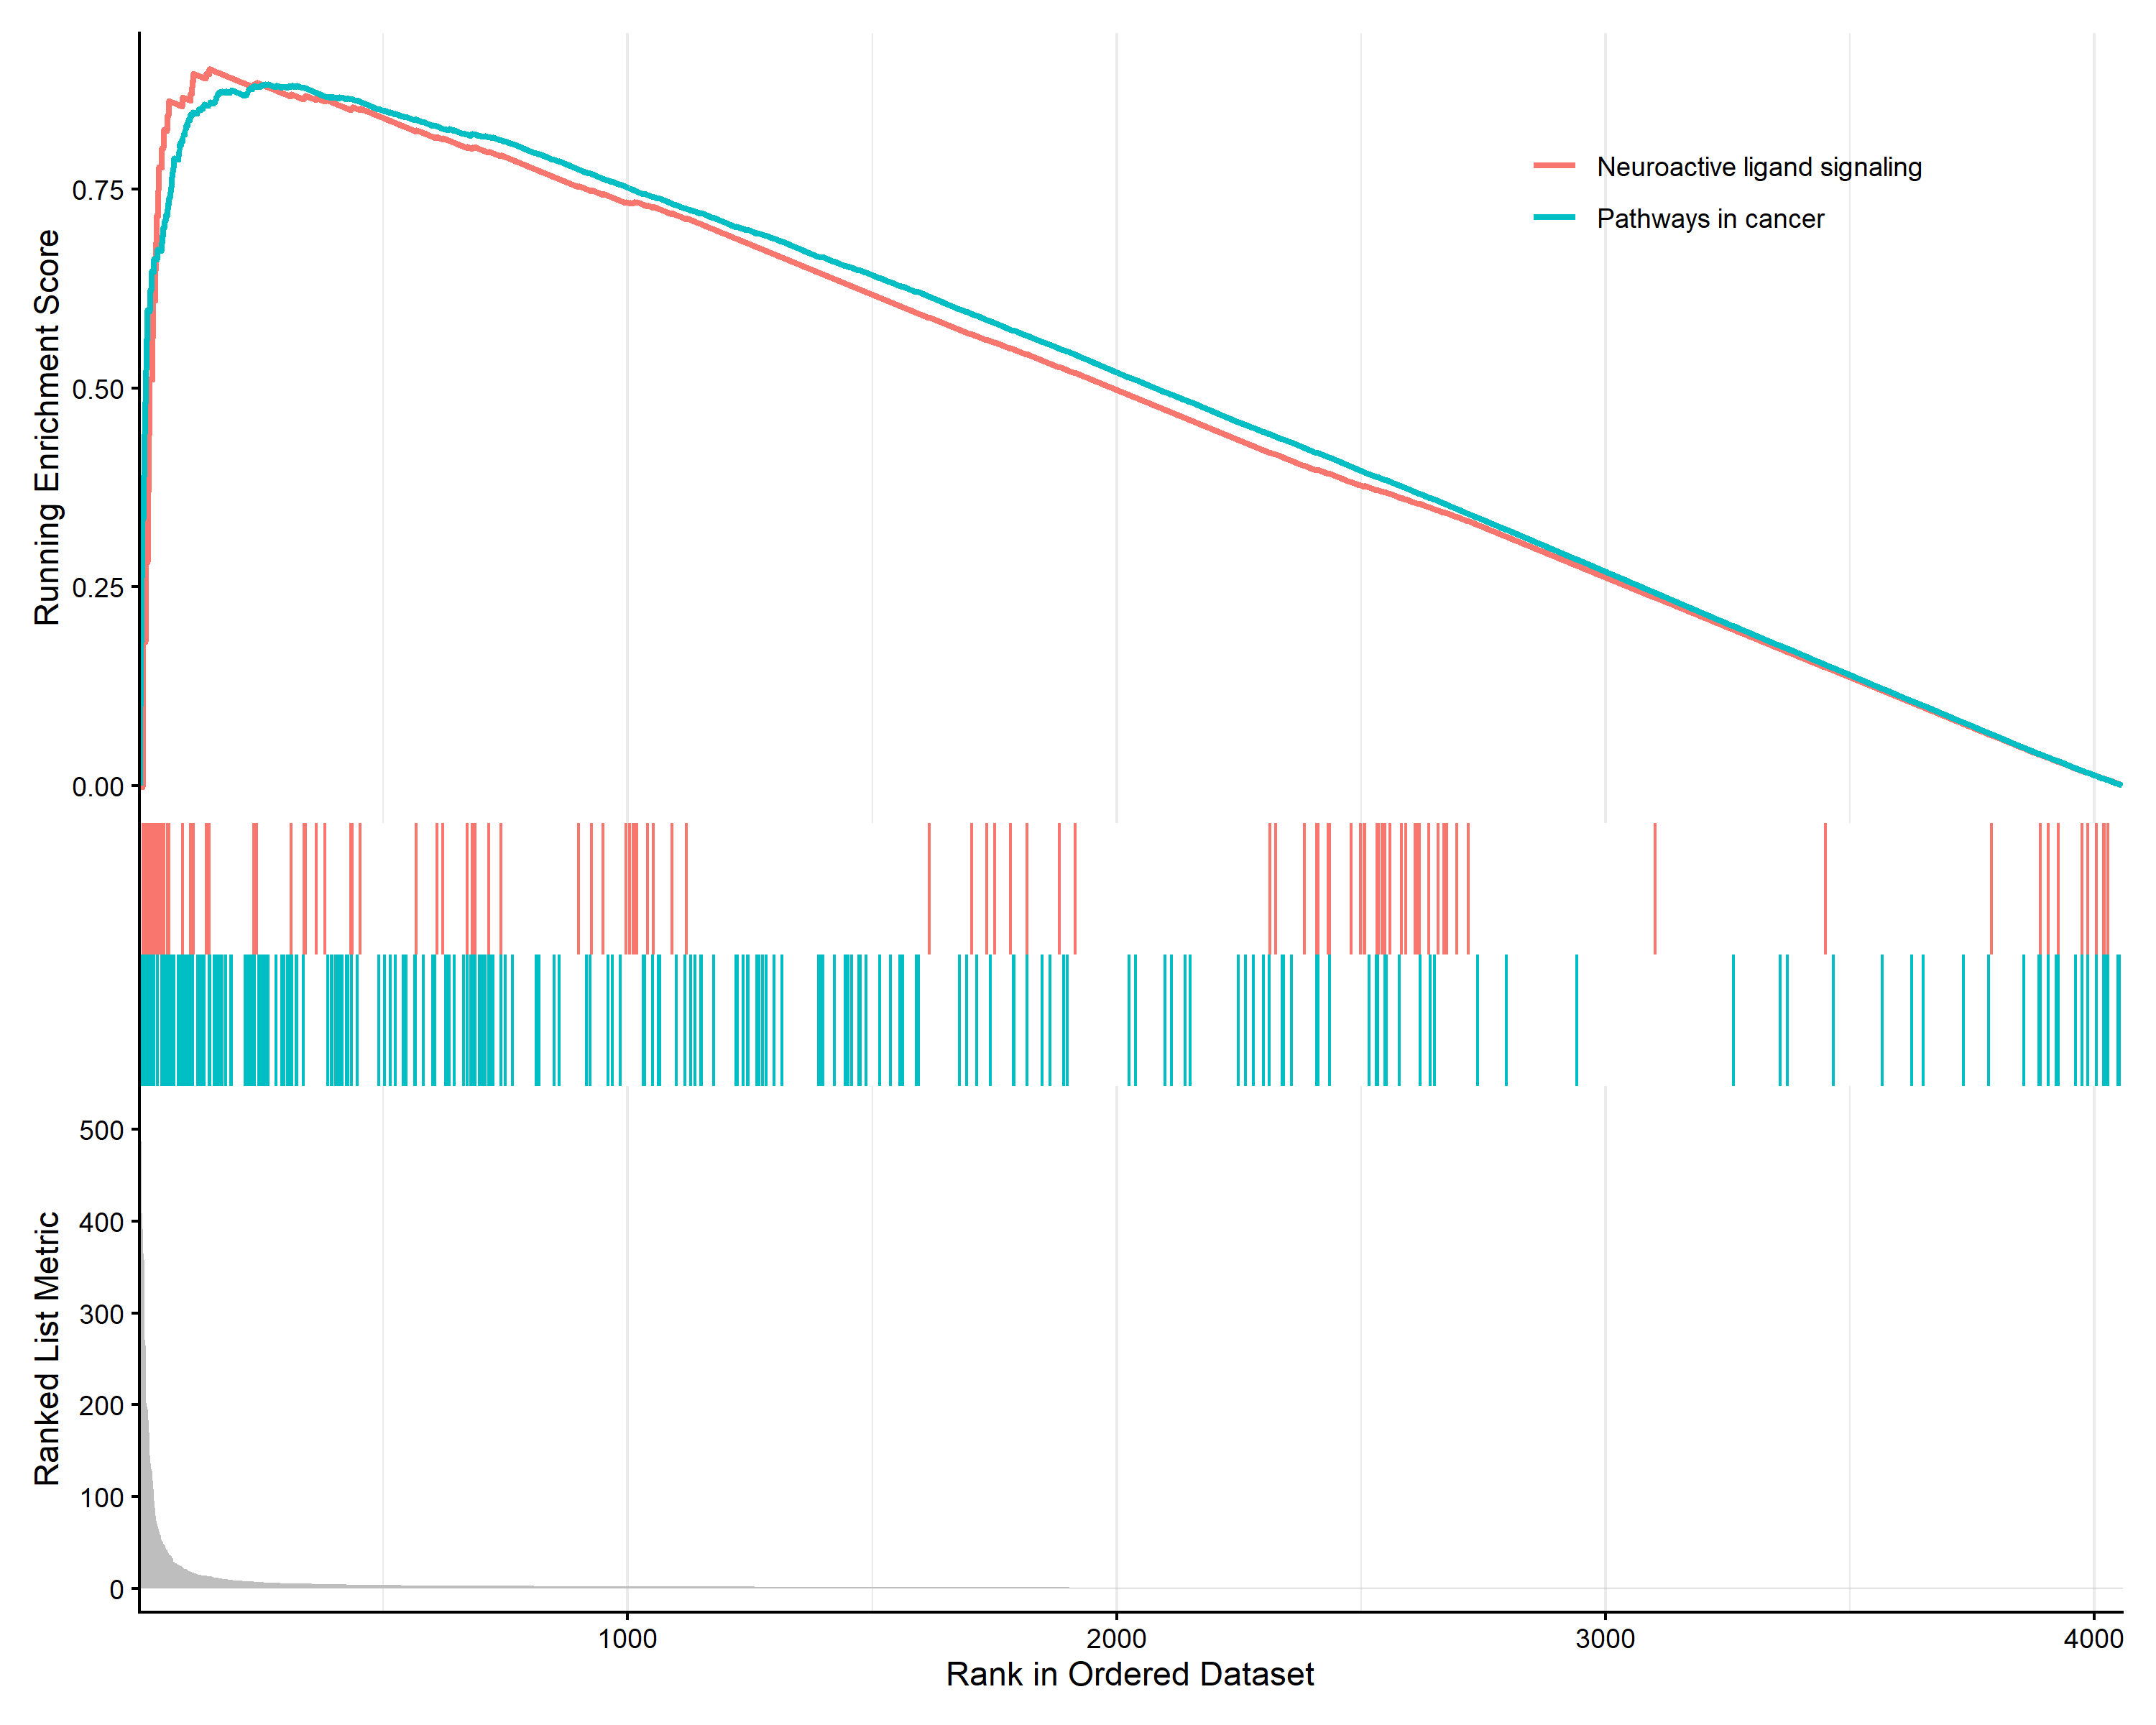 Running Enrichment Score
0.75
0.50
0.25
0.00
Neuroactive ligand signaling
Pathways in cancer
Ranked List Metric
500
400
300
200
100
0
1000
2000
3000
4000
Rank in Ordered Dataset